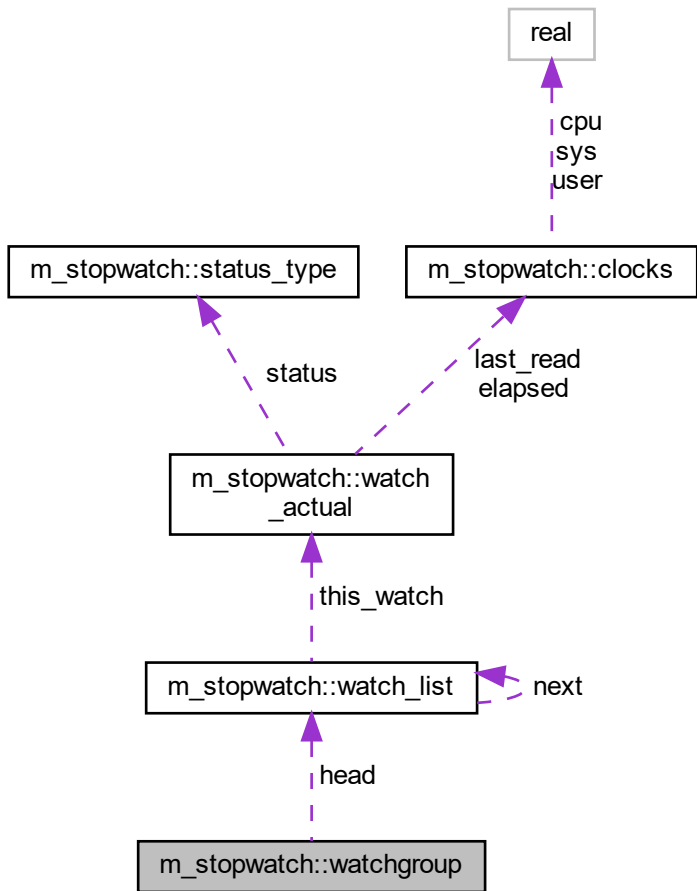 real
cpu
sys
user
m_stopwatch::status_type
m_stopwatch::clocks
status
last_read
elapsed
m_stopwatch::watch
_actual
this_watch
m_stopwatch::watch_list
next
head
m_stopwatch::watchgroup